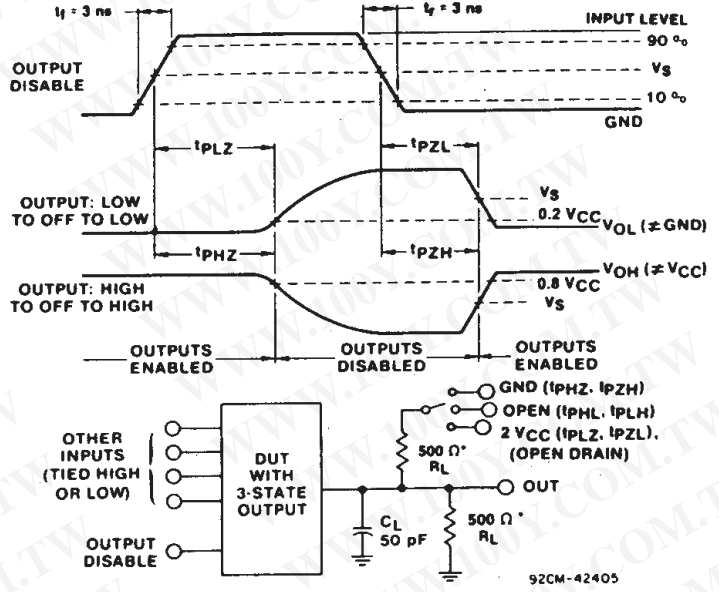 tr = 3 ns
tf = 3 ns
INPUT LEVEL
90 %
OUTPUT
DISABLE
VS
10 %
GND
tPLZ
tPZL
OUTPUT: LOW
TO OFF TO LOW
VS
0.2 VCC
VOL (≠ GND)
tPHZ
tPZH
OUTPUT: HIGH
TO OFF TO HIGH
VOH (≠ VCC)
0.8 VCC
VS
OUTPUTS
ENABLED
OUTPUTS
DISABLED
OUTPUTS
ENABLED
OTHER
INPUTS
(TIED HIGH
OR LOW)
OUTPUT
DISABLE
DUT
WITH
3-STATE
OUTPUT
GND (tPHZ, tPZH)
OPEN (tPHL, tPLH)
2 VCC (tPLZ, tPZL),
(OPEN DRAIN)
500 Ω*
RL
OUT
CL
50 pF
500 Ω*
RL
92CM-42405
WWW.100Y.COM.TW